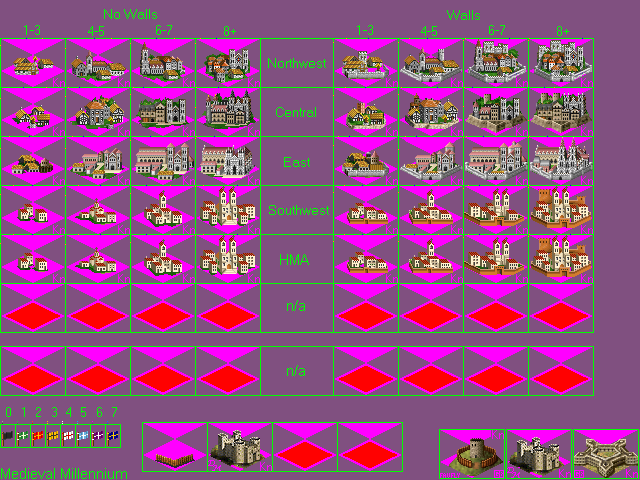 No Walls Walls
1-3 4-5 6-7 8+ 1-3 4-5 6-7 8+
Northwest
Central
East
Southwest
HMA
n/a
n/a
0 1 2 3 4 5 6 7
Medieval Millennium